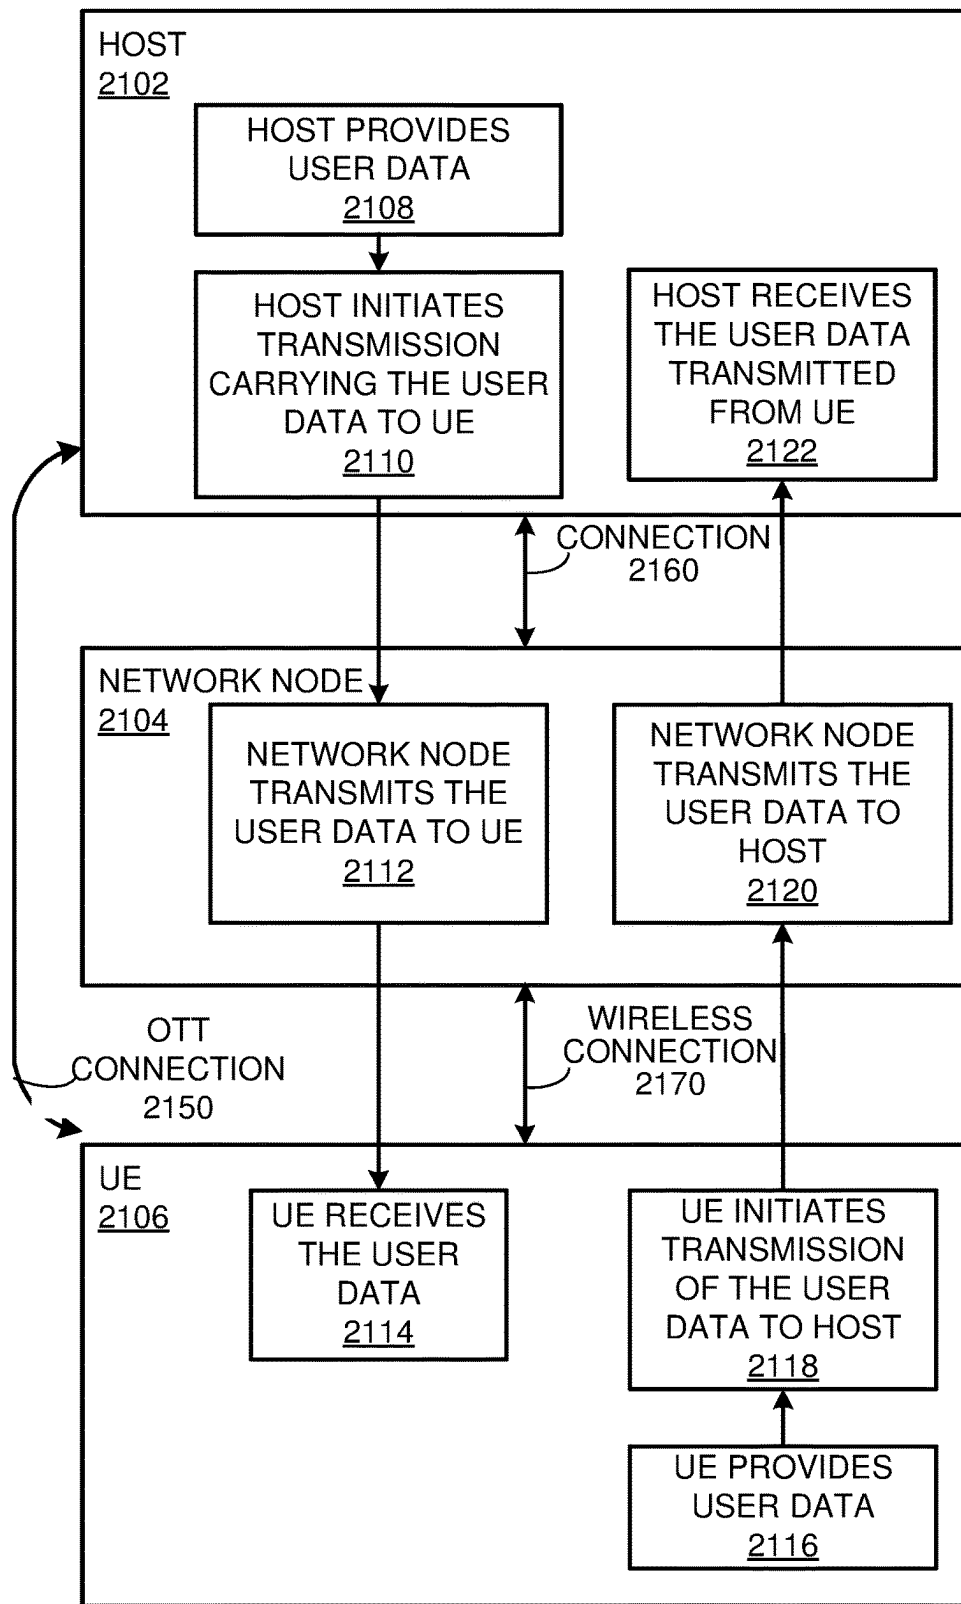 HOST
2102
HOST PROVIDES
USER DATA
2108
HOST INITIATES
TRANSMISSION
CARRYING THE USER
DATA TO UE
2110
HOST RECEIVES
THE USER DATA
TRANSMITTED
FROM UE
2122
CONNECTION
2160
NETWORK NODE
2104
NETWORK NODE
TRANSMITS THE
USER DATA TO UE
2112
NETWORK NODE
TRANSMITS THE
USER DATA TO
HOST
2120
OTT
CONNECTION
2150
WIRELESS
CONNECTION
2170
UE
2106
UE RECEIVES
THE USER
DATA
2114
UE INITIATES
TRANSMISSION
OF THE USER
DATA TO HOST
2118
UE PROVIDES
USER DATA
2116